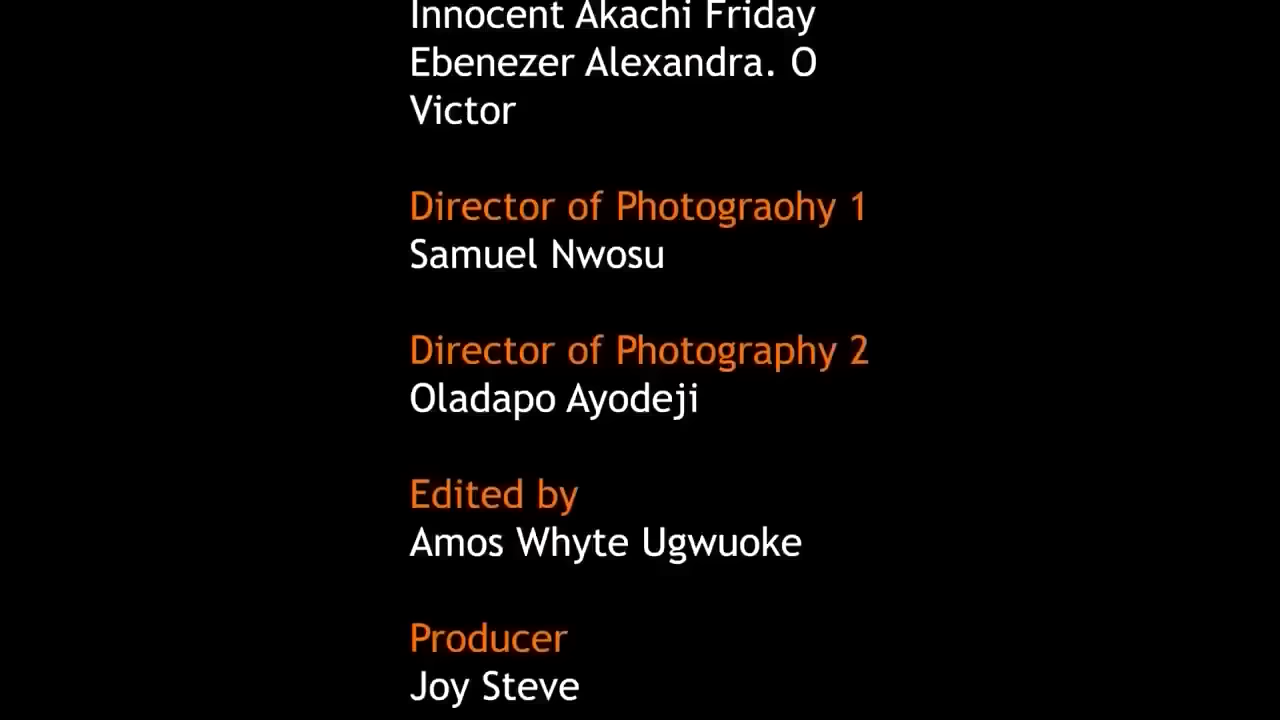 Innocent Akachi Friday
Ebenezer Alexandra. O
Victor
Director of Photograohy 1
Samuel Nwosu
Director of Photography 2
Oladapo Ayodeji
Edited by
Amos Whyte Ugwuoke
Producer
Joy Steve